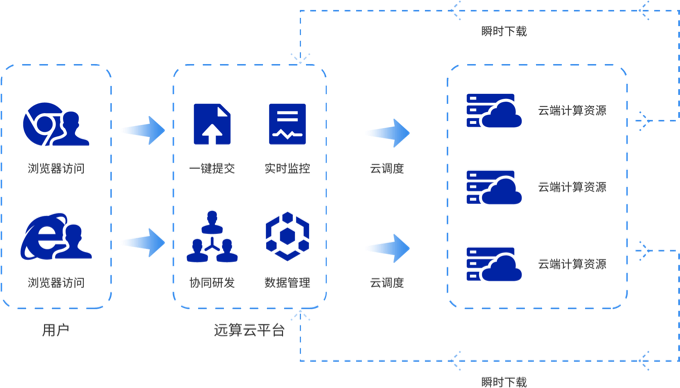 瞬时下载
浏览器访问
一键提交
实时监控
云调度
云端计算资源
云端计算资源
云端计算资源
浏览器访问
协同研发
数据管理
云调度
用户
远算云平台
瞬时下载